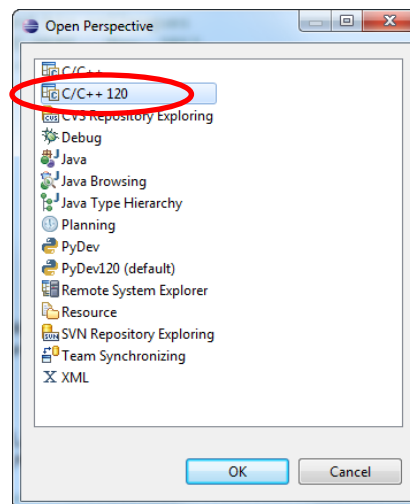 Open Perspective
C/C++
C/C++ 120
CVS Repository Exploring
Debug
Java
Java Browsing
Java Type Hierarchy
Planning
PyDev
PyDev120 (default)
Remote System Explorer
Resource
SVN Repository Exploring
Team Synchronizing
XML
OK Cancel